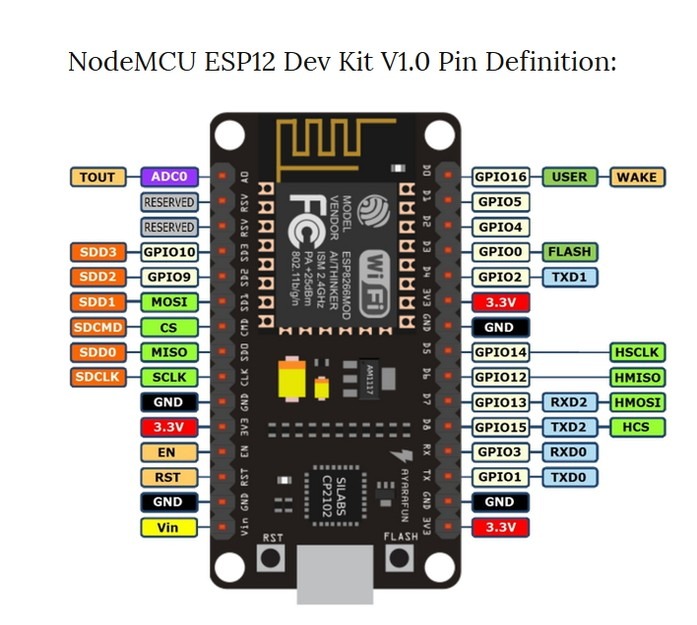 NodeMCU ESP12 Dev Kit V1.0 Pin Definition:
TOUT ADC0 A0 D0 GPIO16 USER WAKE
RESERVED RSV D1 GPIO5
RESERVED RSV D2 GPIO4
SDD3 GPIO10 SD3 D3 GPIO0 FLASH
SDD2 GPIO9 SD2 D4 GPIO2 TXD1
SDD1 MOSI SD1 3V3 3.3V
SDCMD CS CMD GND GND
SDD0 MISO SDO D5 GPIO14 HSCLK
SDCLK SCLK CLK D6 GPIO12 HMISO
GND GND D7 GPIO13 RXD2 HMOSI
3.3V 3V3 D8 GPIO15 TXD2 HCS
EN EN RX GPIO3 RXD0
RST RST TX GPIO1 TXD0
GND GND GND GND
Vin Vin 3V3 3.3V
MODEL ESP8266MOD
VENDOR AI/THINKER
ISM 2.4GHz
PA +25dBm
802.11b/g/n
FC
Wi Fi
AM1117
SILABS
CP2102
AYARAFUN
RST
FLASH